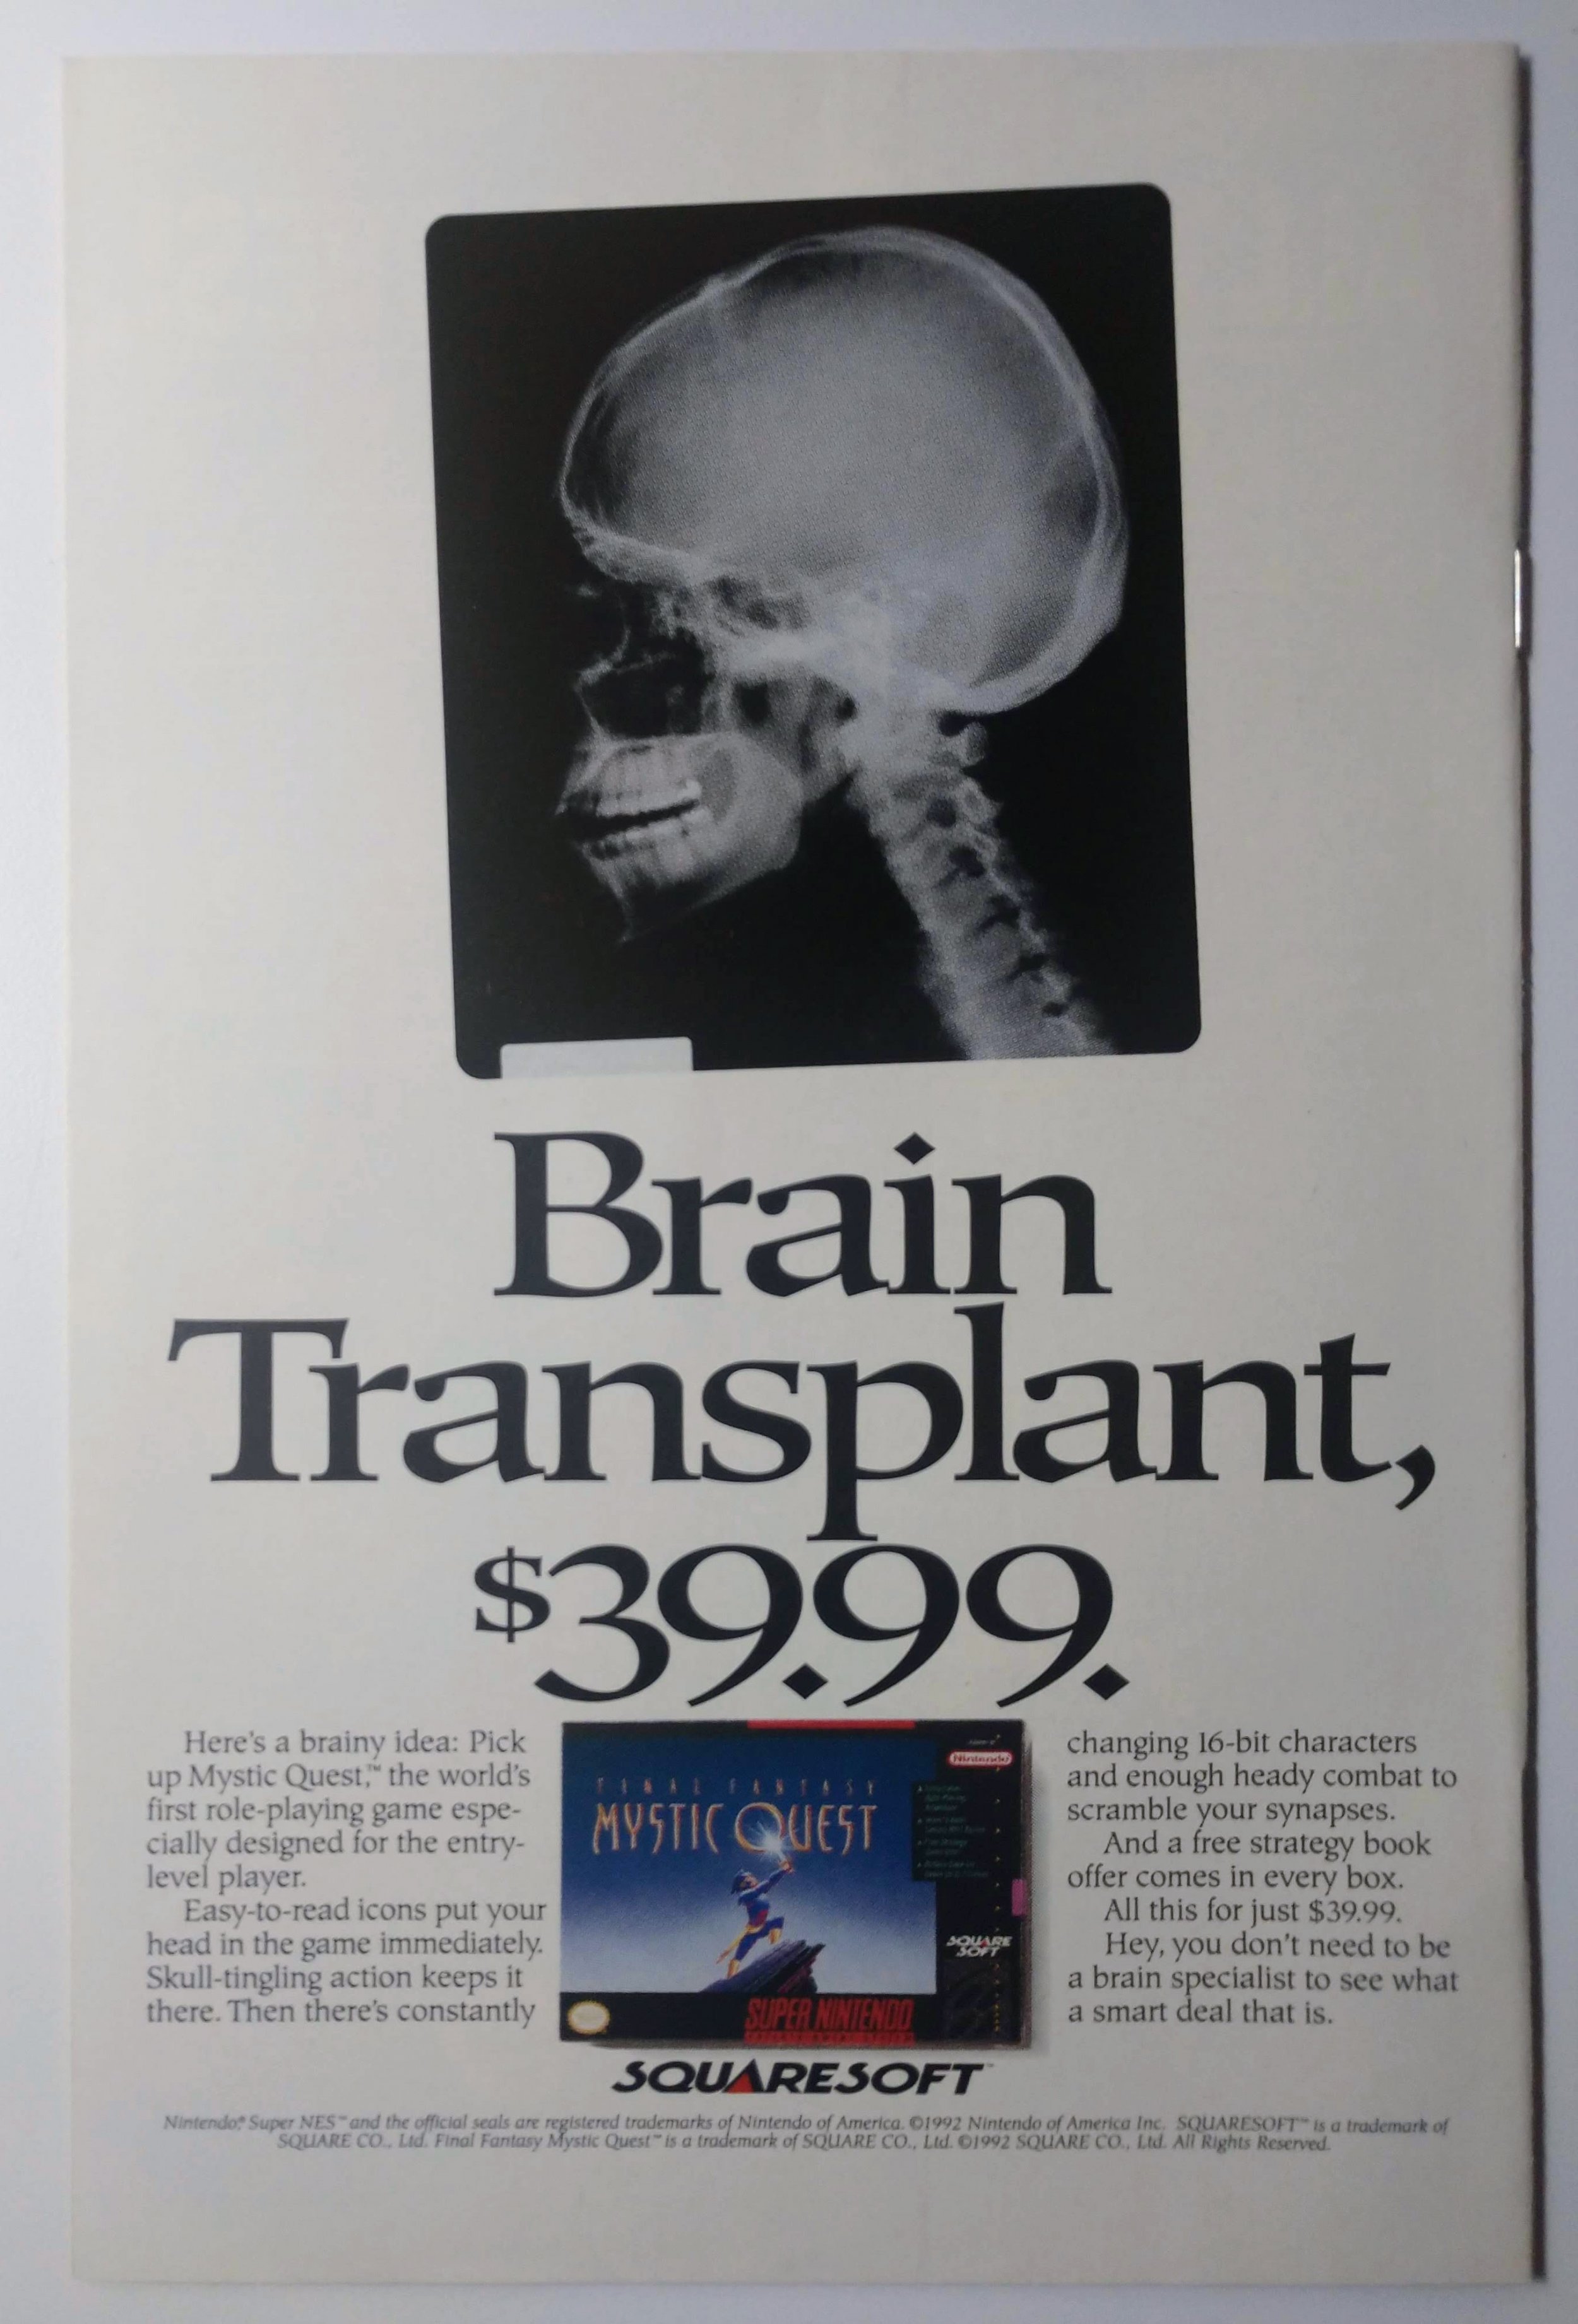 Brain
Transplant,
$39.99.
Here's a brainy idea: Pick
up Mystic Quest,™ the world's
first role-playing game espe-
cially designed for the entry-
level player.
Easy-to-read icons put your
head in the game immediately.
Skull-tingling action keeps it
there. Then there's constantly
Nintendo
FINAL FANTASY
MYSTIC QUEST
SQUARE
SOFT
SUPER NINTENDO
changing 16-bit characters
and enough heady combat to
scramble your synapses.
And a free strategy book
offer comes in every box.
All this for just $39.99.
Hey, you don't need to be
a brain specialist to see what
a smart deal that is.
SQUARESOFT™
Nintendo,® Super NES™ and the official seals are registered trademarks of Nintendo of America. ©1992 Nintendo of America Inc. SQUARESOFT™ is a trademark of
SQUARE CO., Ltd. Final Fantasy Mystic Quest™ is a trademark of SQUARE CO., Ltd. ©1992 SQUARE CO., Ltd. All Rights Reserved.